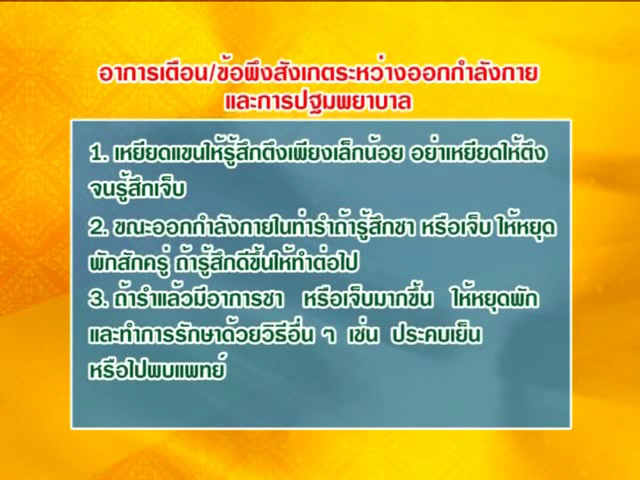 อาการเตือน/ข้อพึงสังเกตระหว่างออกกำลังกาย
และการปฐมพยาบาล
1. เหยียดแขนให้รู้สึกตึงเพียงเล็กน้อย อย่าเหยียดให้ตึง
จนรู้สึกเจ็บ
2. ขณะออกกำลังกายในท่ารำถ้ารู้สึกชา หรือเจ็บ ให้หยุด
พักสักครู่ ถ้ารู้สึกดีขึ้นให้ทำต่อไป
3. ถ้ารำแล้วมีอาการชา หรือเจ็บมากขึ้น ให้หยุดพัก
และทำการรักษาด้วยวิธีอื่น ๆ เช่น ประคบเย็น
หรือไปพบแพทย์